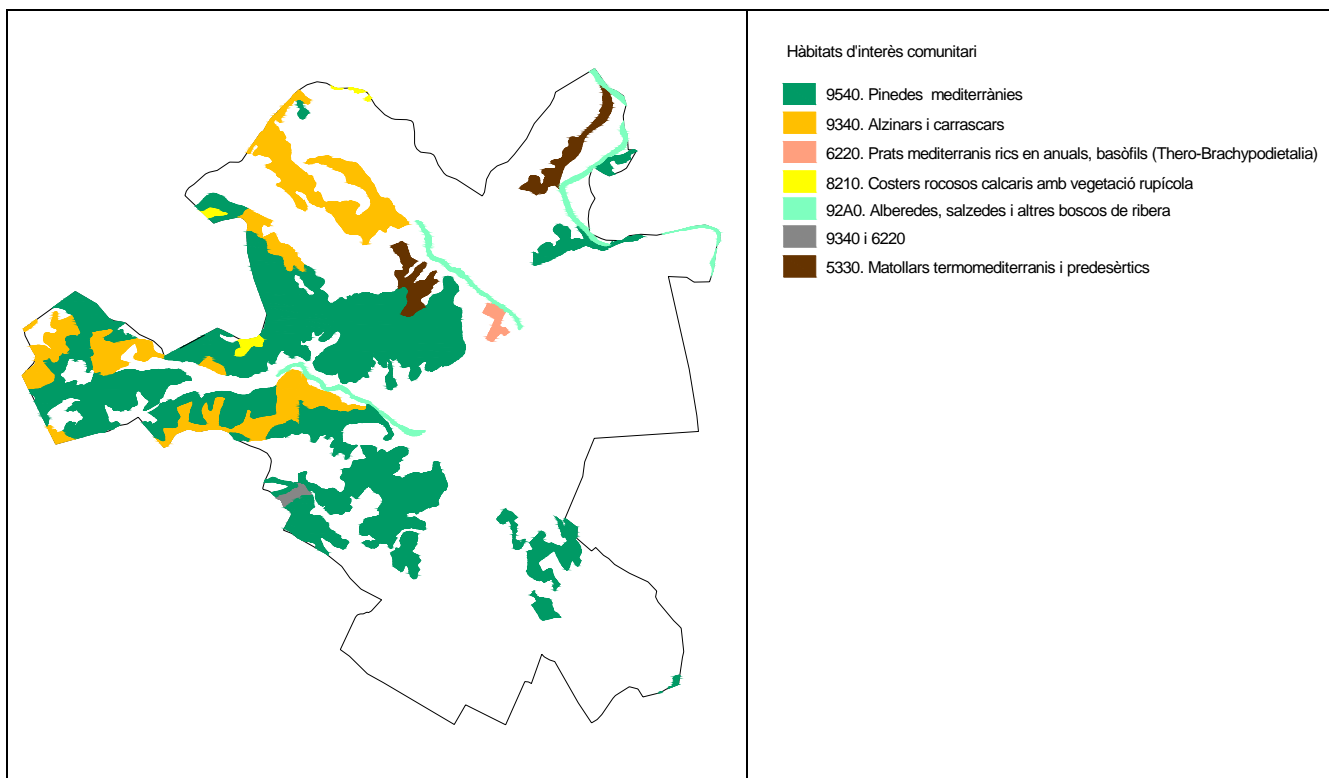 Hàbitats d'interès comunitari
9540. Pinedes mediterrànies
9340. Alzinars i carrascars
6220. Prats mediterranis rics en anuals, basòfils (Thero-Brachypodietalia)
8210. Costers rocosos calcaris amb vegetació rupícola
92A0. Alberedes, salzedes i altres boscos de ribera
9340 i 6220
5330. Matollars termomediterranis i predesèrtics